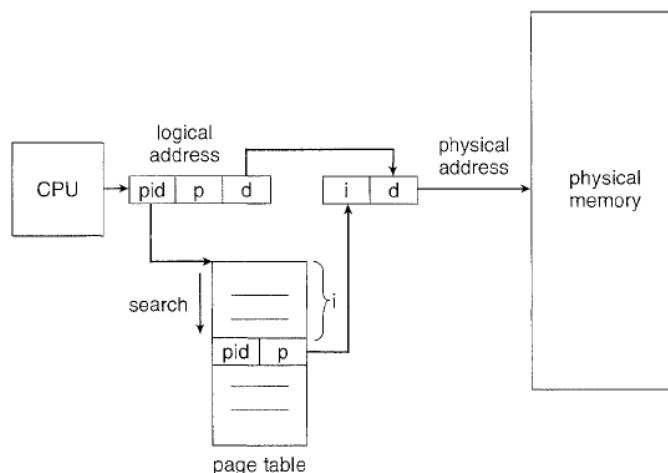 logical
address
physical
address
CPU
pid p d
i d
physical
memory
search
i
pid p
page table